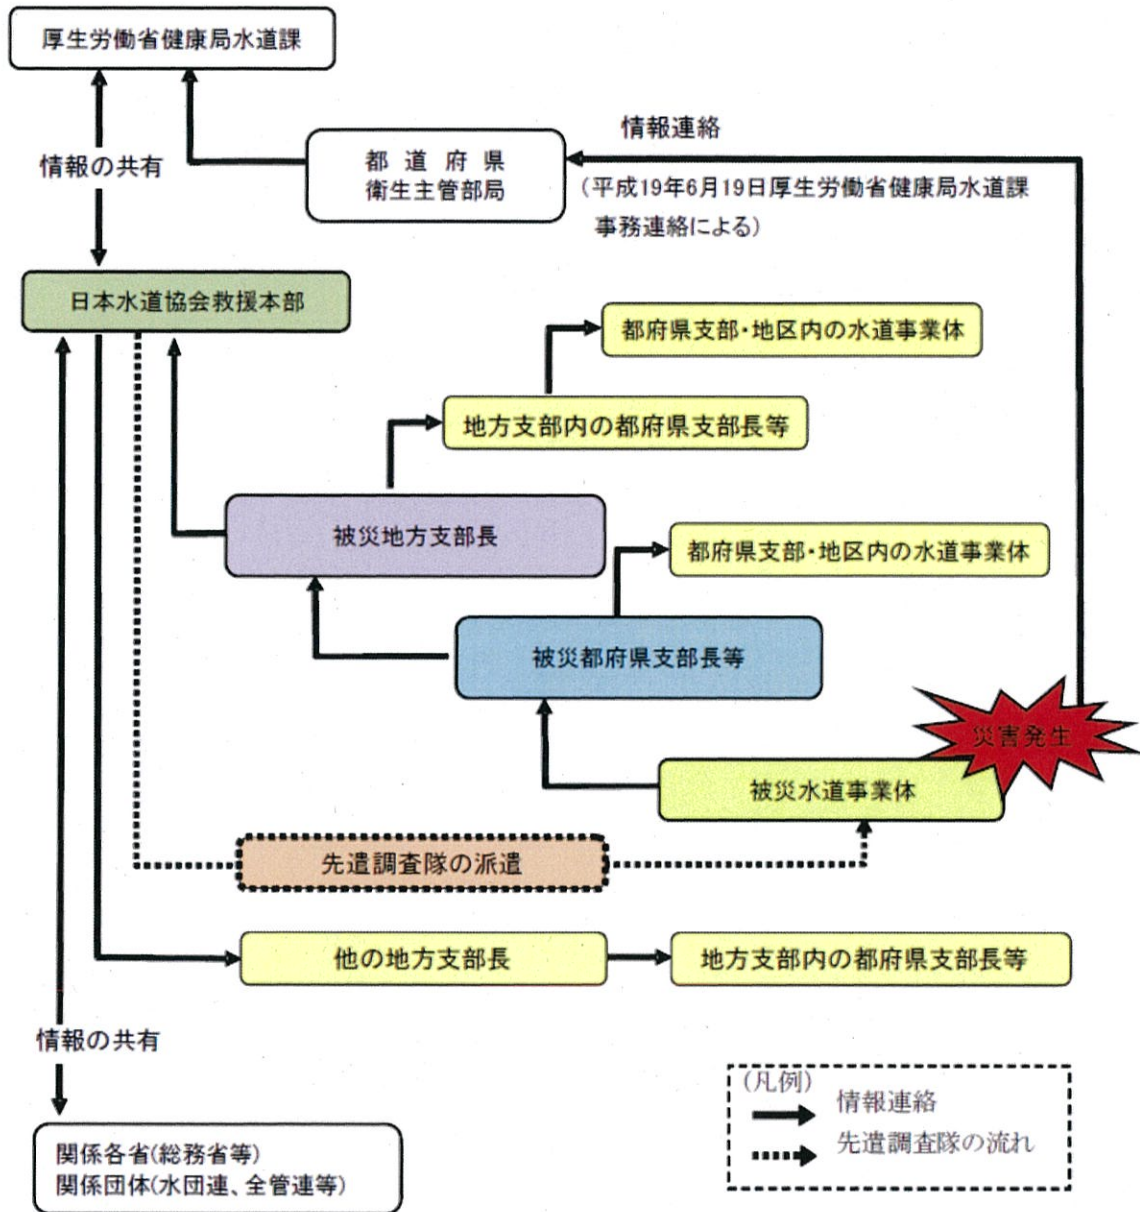 厚生労働省健康局水道課
情報連絡
都道府県
衛生主管部局
情報の共有
(平成19年6月19日厚生労働省健康局水道課
事務連絡による)
日本水道協会救援本部
都府県支部・地区内の水道事業体
地方支部内の都府県支部長等
被災地方支部長
都府県支部・地区内の水道事業体
被災都府県支部長等
災害発生
被災水道事業体
先遣調査隊の派遣
他の地方支部長
地方支部内の都府県支部長等
情報の共有
(凡例)
情報連絡
先遣調査隊の流れ
関係各省(総務省等)
関係団体(水団連、全管連等)